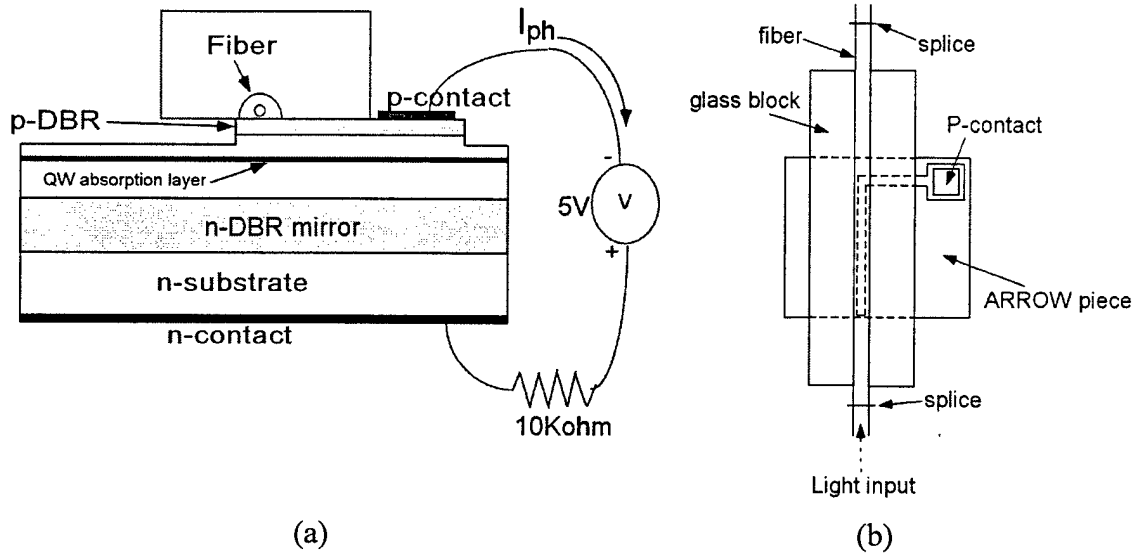 Fiber
I_ph
p-contact
p-DBR
QW absorption layer
n-DBR mirror
n-substrate
n-contact
-
5V
V
+
10Kohm
(a)
fiber
splice
glass block
P-contact
ARROW piece
splice
Light input
(b)